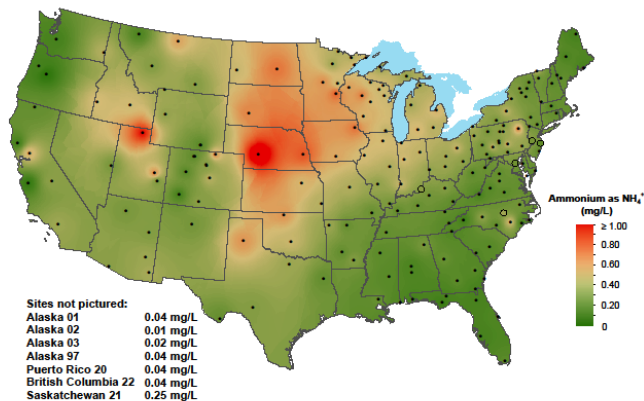 Ammonium as NH₄⁺
(mg/L)
≥ 1.00
0.80
0.60
0.40
0.20
0
Sites not pictured:
Alaska 01 0.04 mg/L
Alaska 02 0.01 mg/L
Alaska 03 0.02 mg/L
Alaska 97 0.04 mg/L
Puerto Rico 20 0.04 mg/L
British Columbia 22 0.04 mg/L
Saskatchewan 21 0.25 mg/L